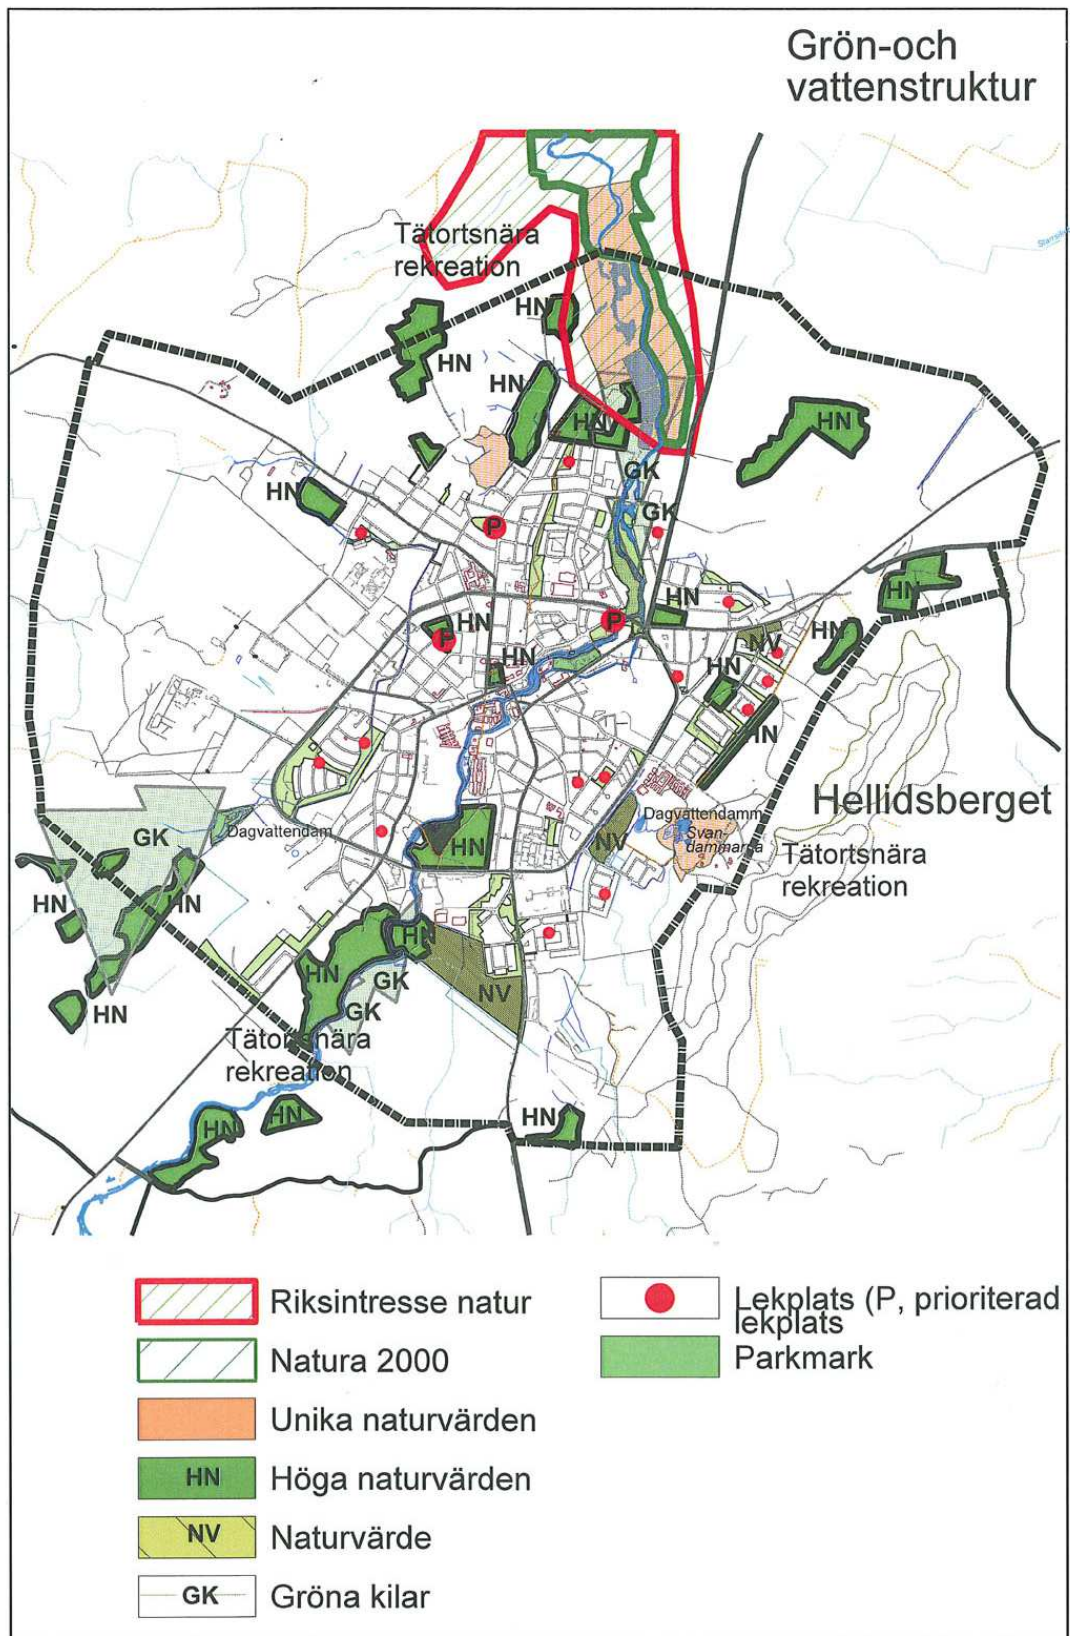 Grön-och
vattenstruktur
Tätortsnära
rekreation
HN
HN
HN
HN
HN
GK
HN
GK
P
HN
HN
P
HN
P
HN
NV
HN
HN
HN
Hellidsberget
Dagvattendamm
Svan-
dammarna
GK
Dagvattendam
HN
NV
Tätortsnära
rekreation
HN
HN
HN
HN
GK
NV
GK
HN
Tätortsnära
rekreation
HN
HN
HN
Riksintresse natur
Lekplats (P, prioriterad
lekplats
Natura 2000
Parkmark
Unika naturvärden
HN Höga naturvärden
NV Naturvärde
GK Gröna kilar